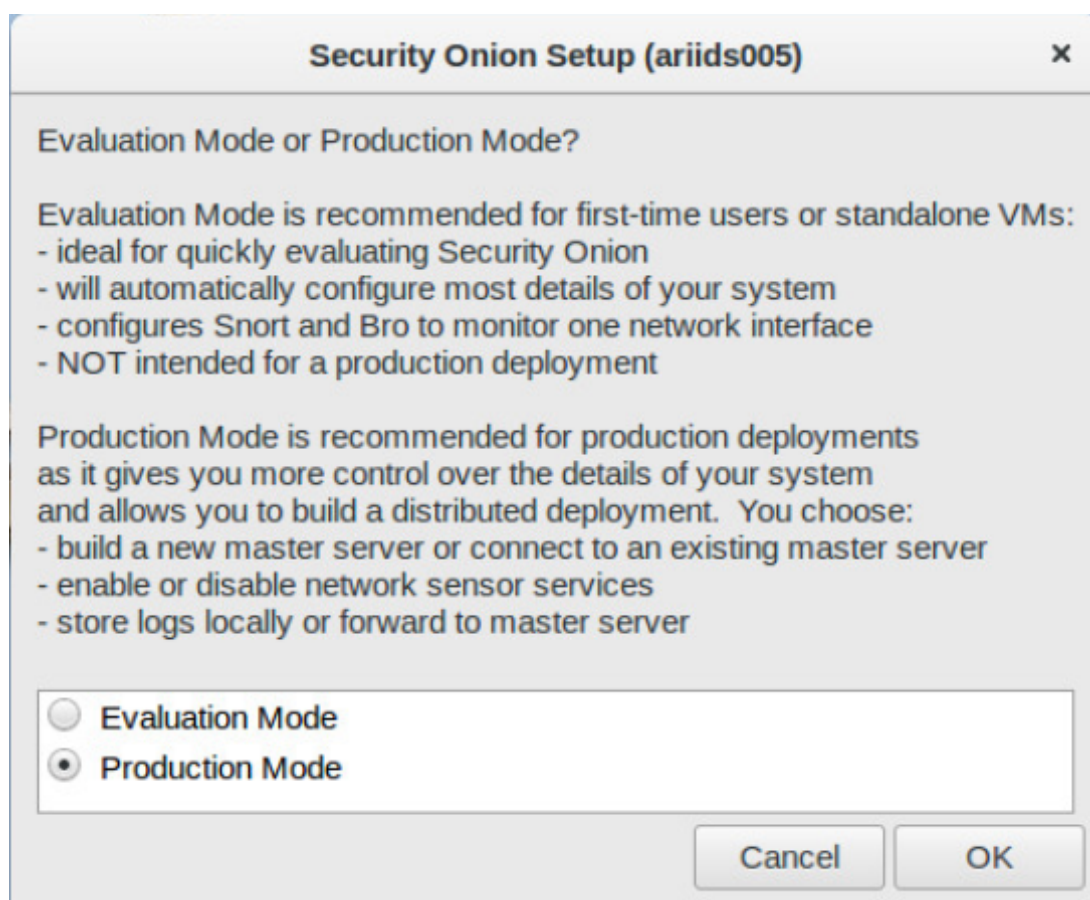 Security Onion Setup (ariids005)
Evaluation Mode or Production Mode?
Evaluation Mode is recommended for first-time users or standalone VMs:
- ideal for quickly evaluating Security Onion
- will automatically configure most details of your system
- configures Snort and Bro to monitor one network interface
- NOT intended for a production deployment
Production Mode is recommended for production deployments
as it gives you more control over the details of your system
and allows you to build a distributed deployment.  You choose:
- build a new master server or connect to an existing master server
- enable or disable network sensor services
- store logs locally or forward to master server
Evaluation Mode
Production Mode
Cancel OK